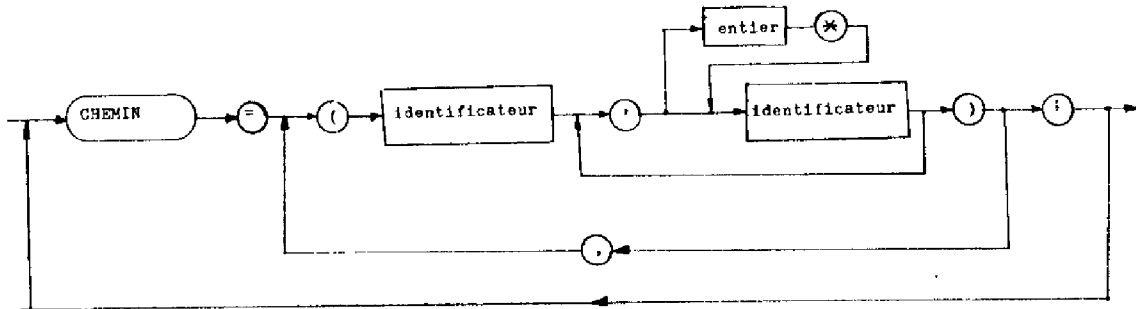 entier *
CHEMIN = ( identificateur , identificateur ) ;
,